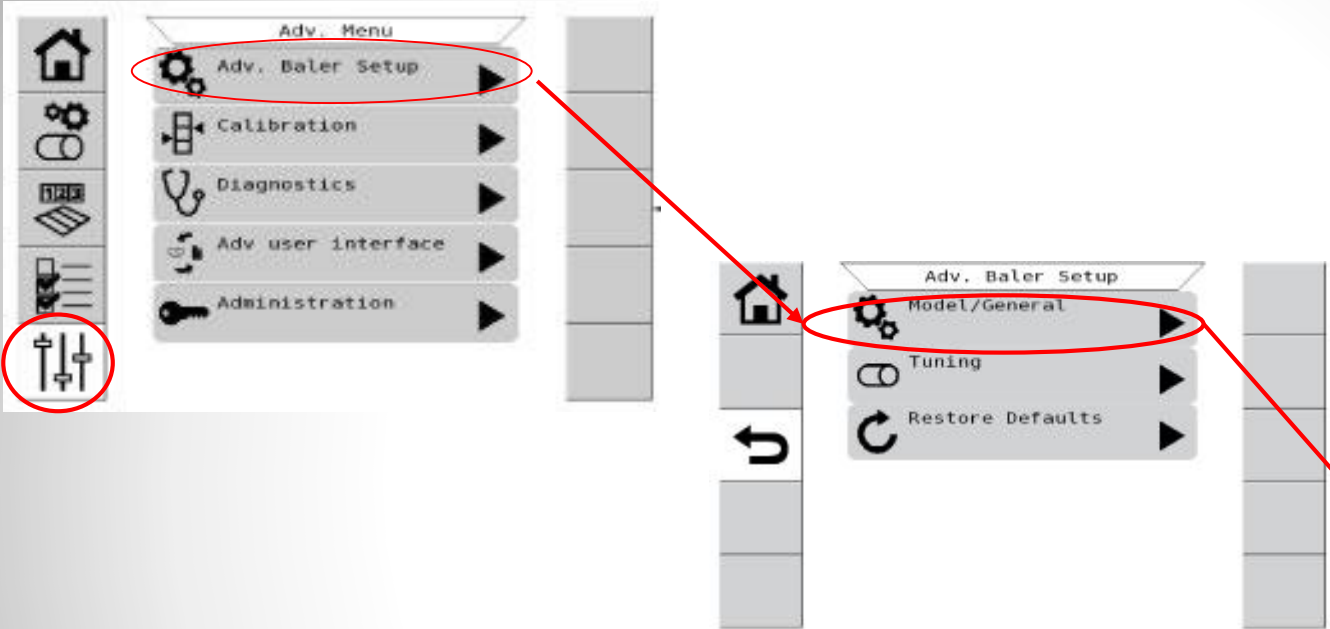 Adv. Menu
Adv. Baler Setup
Calibration
123
Diagnostics
Adv user interface
Administration
Adv. Baler Setup
Model/General
Tuning
Restore Defaults